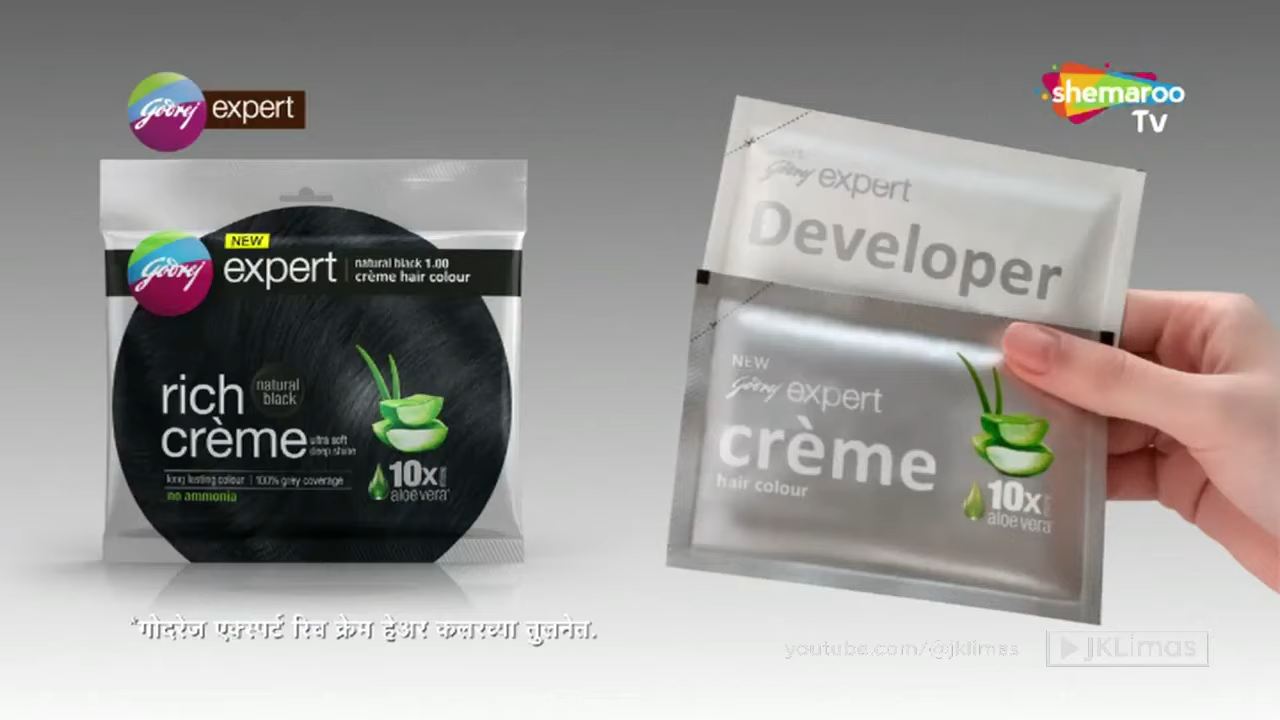 Godrej expert
shemaroo
Tv
NEW
Godrej expert
natural black 1.00
crème hair colour
rich
crème
natural
black
ultra soft
deep shine
long lasting colour | 100% grey coverage
no ammonia
10x
aloe vera*
Godrej expert
Developer
NEW
Godrej expert
crème
hair colour
10x
aloe vera*
*गोदरेज एक्स्पर्ट रिच क्रेम हेअर कलरच्या तुलनेत.
youtube.com/@jklimas
JKLimas